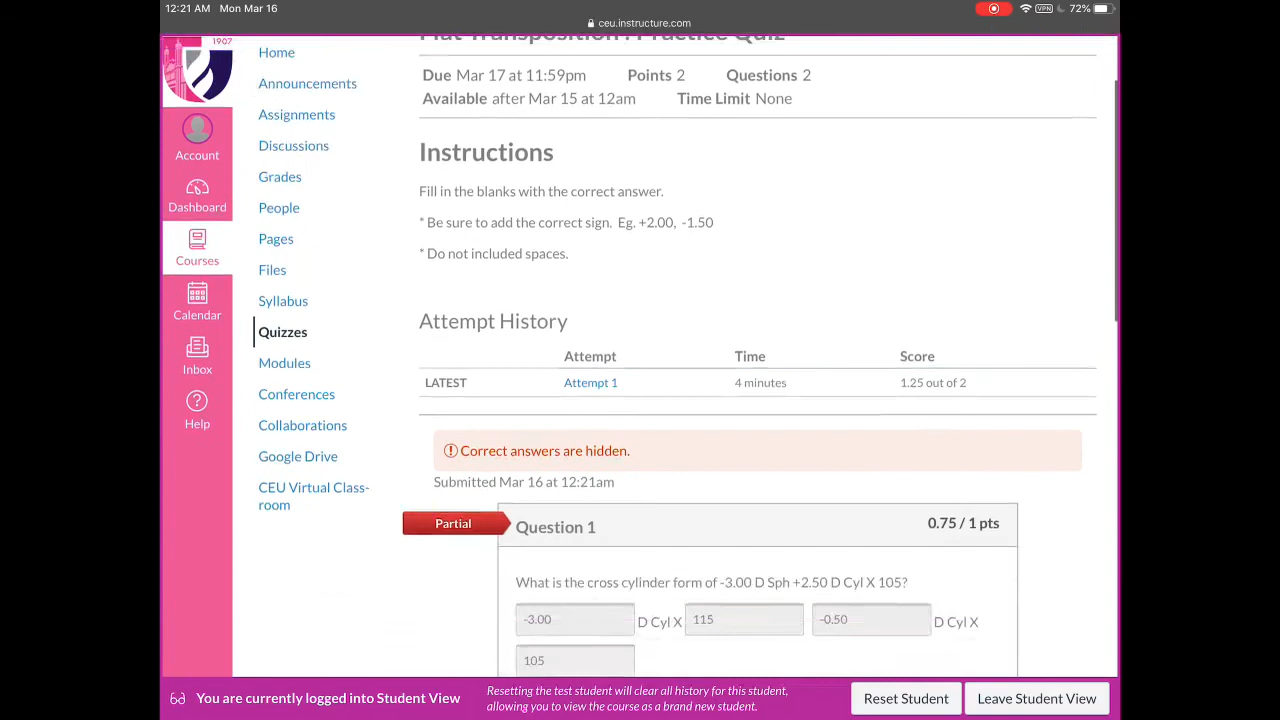 12:21 AM Mon Mar 16
VPN 72%
ceu.instructure.com
1907
Flat Transposition : Practice Quiz
Account
Dashboard
Courses
Calendar
Inbox
Help
Home
Announcements
Assignments
Discussions
Grades
People
Pages
Files
Syllabus
Quizzes
Modules
Conferences
Collaborations
Google Drive
CEU Virtual Class-
room
Due Mar 17 at 11:59pm Points 2 Questions 2
Available after Mar 15 at 12am Time Limit None
Instructions
Fill in the blanks with the correct answer.
* Be sure to add the correct sign. Eg. +2.00, -1.50
* Do not included spaces.
Attempt History
Attempt Time Score
LATEST Attempt 1 4 minutes 1.25 out of 2
Correct answers are hidden.
Submitted Mar 16 at 12:21am
Partial Question 1 0.75 / 1 pts
What is the cross cylinder form of -3.00 D Sph +2.50 D Cyl X 105?
-3.00 D Cyl X 115 -0.50 D Cyl X
105
You are currently logged into Student View
Resetting the test student will clear all history for this student,
allowing you to view the course as a brand new student.
Reset Student
Leave Student View